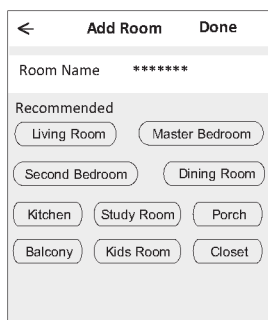 ← Add Room Done
Room Name *******
Recommended
Living Room Master Bedroom
Second Bedroom Dining Room
Kitchen Study Room Porch
Balcony Kids Room Closet